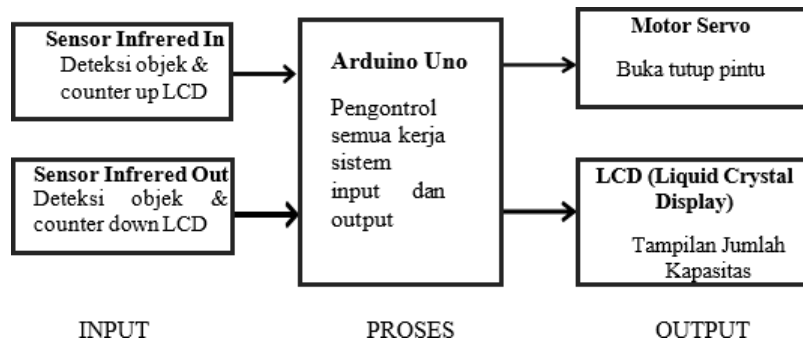 Sensor Infrered In
Deteksi objek &
counter up LCD
Sensor Infrered Out
Deteksi objek &
counter down LCD
Arduino Uno
Pengontrol
semua kerja
sistem
input dan
output
Motor Servo
Buka tutup pintu
LCD (Liquid Crystal
Display)
Tampilan Jumlah
Kapasitas
INPUT
PROSES
OUTPUT